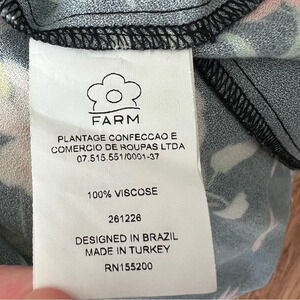 FARM
PLANTAGE CONFECCAO E
COMERCIO DE ROUPAS LTDA
07.515.551/0001-37
100% VISCOSE
261226
DESIGNED IN BRAZIL
MADE IN TURKEY
RN155200